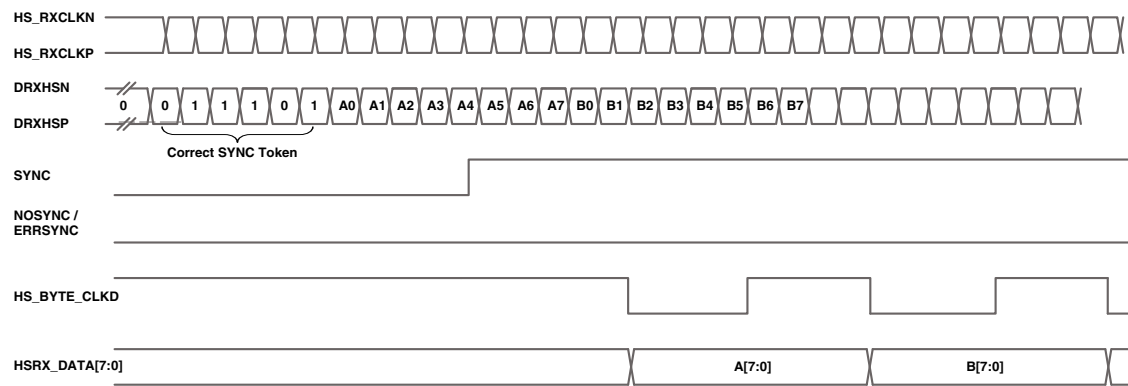 HS_RXCLKN
HS_RXCLKP
DRXHSN
0 0 1 1 1 0 1 A0 A1 A2 A3 A4 A5 A6 A7 B0 B1 B2 B3 B4 B5 B6 B7
DRXHSP
Correct SYNC Token
SYNC
NOSYNC /
ERRSYNC
HS_BYTE_CLKD
HSRX_DATA[7:0] A[7:0] B[7:0]